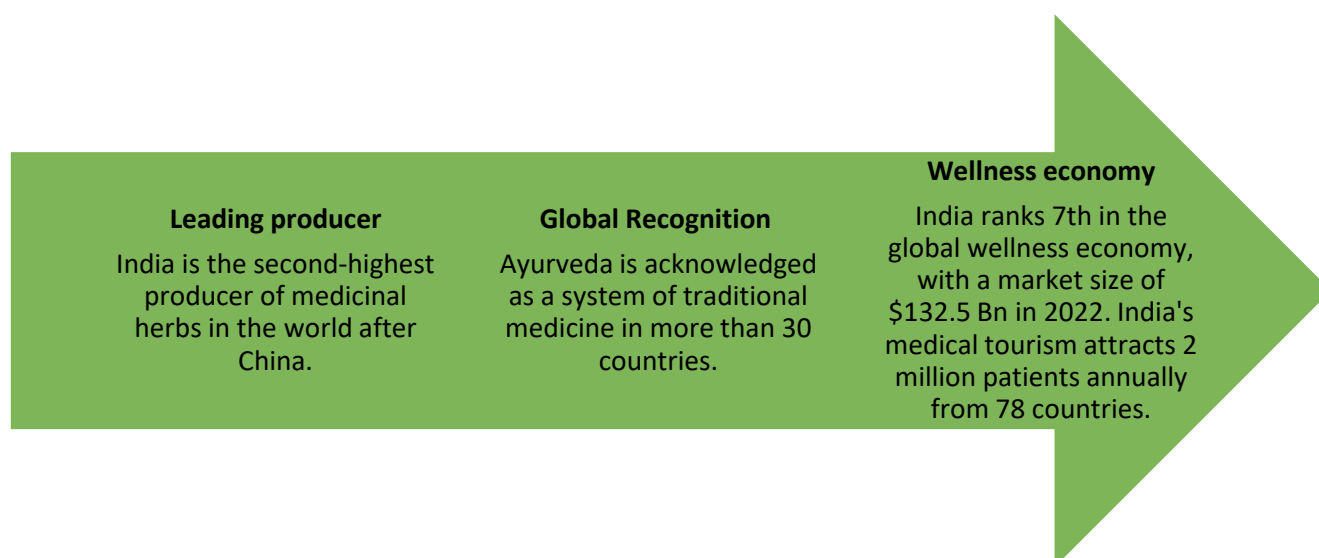 Leading producer
India is the second-highest
producer of medicinal
herbs in the world after
China.
Global Recognition
Ayurveda is acknowledged
as a system of traditional
medicine in more than 30
countries.
Wellness economy
India ranks 7th in the
global wellness economy,
with a market size of
$132.5 Bn in 2022. India's
medical tourism attracts 2
million patients annually
from 78 countries.